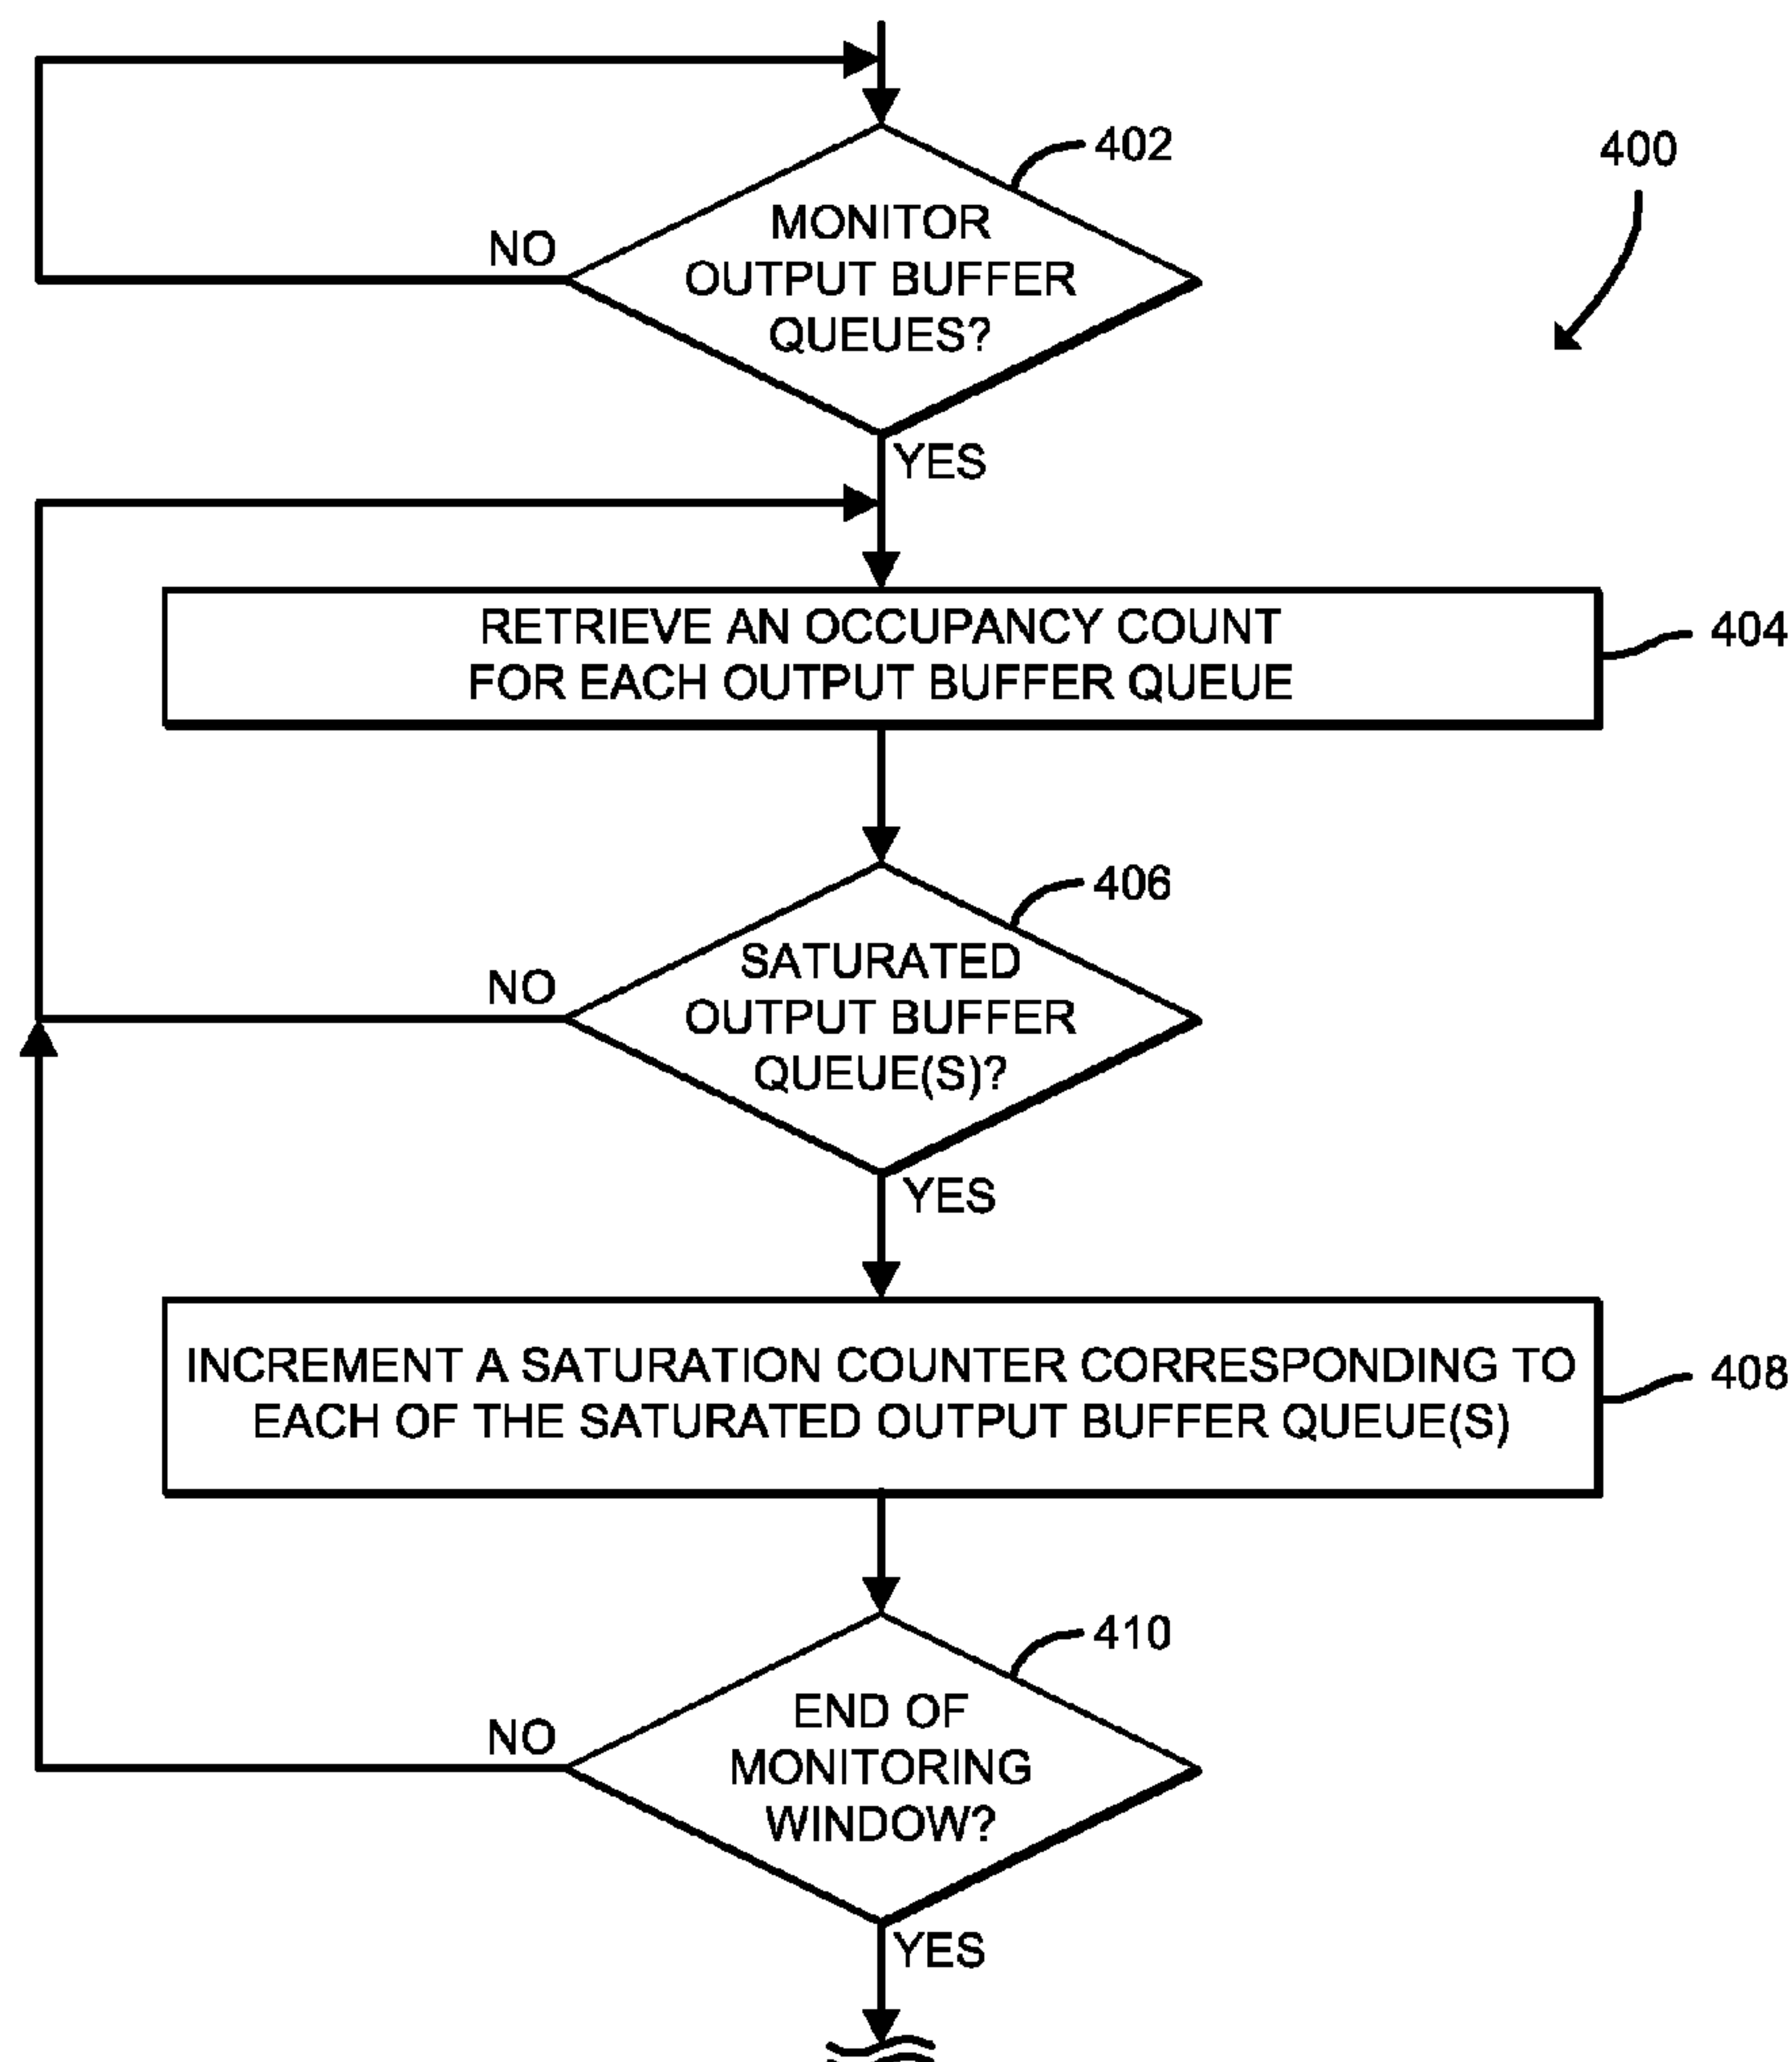 402
400
MONITOR
OUTPUT BUFFER
QUEUES?
NO
YES
RETRIEVE AN OCCUPANCY COUNT
FOR EACH OUTPUT BUFFER QUEUE
404
406
SATURATED
OUTPUT BUFFER
QUEUE(S)?
NO
YES
INCREMENT A SATURATION COUNTER CORRESPONDING TO
EACH OF THE SATURATED OUTPUT BUFFER QUEUE(S)
408
410
END OF
MONITORING
WINDOW?
NO
YES